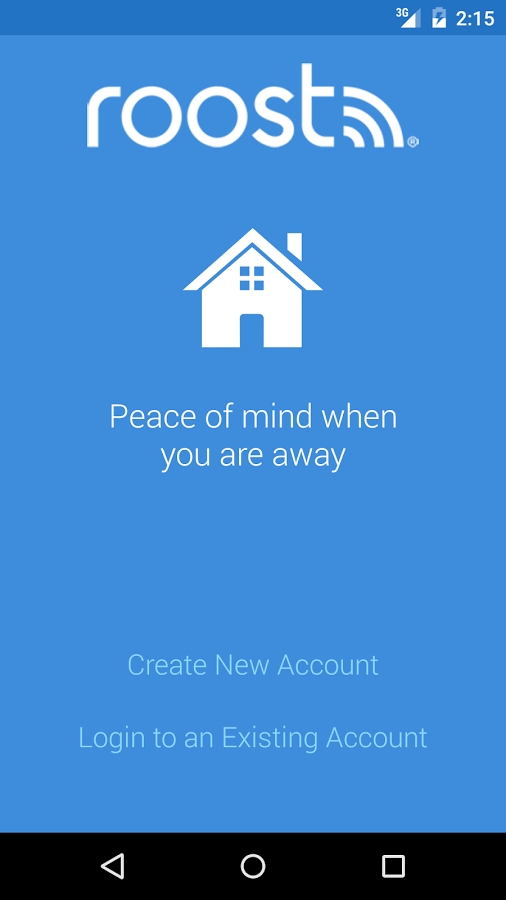 3G 2:15
roost®
Peace of mind when
you are away
Create New Account
Login to an Existing Account